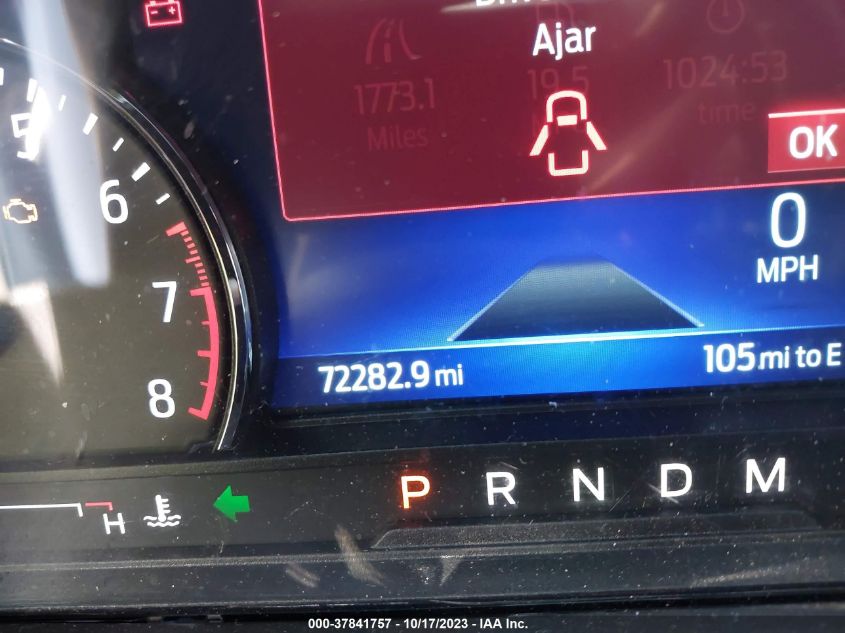 Ajar
1773.1
19.5
1024:53
Miles
time
OK
5
6
7
8
0
MPH
72282.9 mi
105 mi to E
H
P R N D M
000-37841757 - 10/17/2023 - IAA Inc.